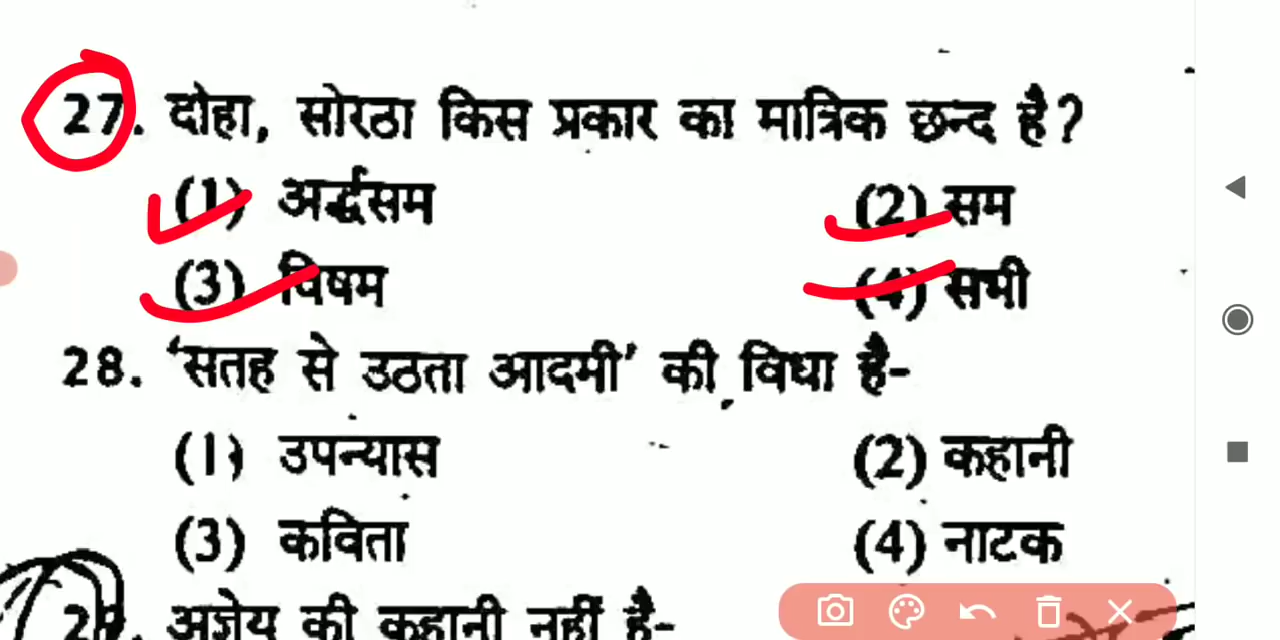 27. दोहा, सोरठा किस प्रकार का मात्रिक छन्द है?
(1) अर्द्धसम (2) सम
(3) विषम (4) सभी
28. 'सतह से उठता आदमी' की विधा है-
(1) उपन्यास (2) कहानी
(3) कविता (4) नाटक
29. अज्ञेय की कहानी नहीं है-